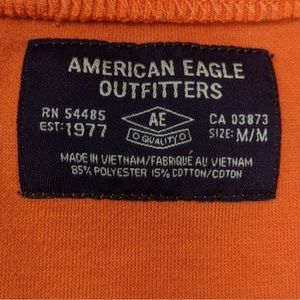 AMERICAN EAGLE
OUTFITTERS
RN 54485 AE CA 03873
EST: 1977 QUALITY SIZE: M/M
MADE IN VIETNAM/FABRIQUÉ AU VIETNAM
85% POLYESTER 15% COTTON/COTON